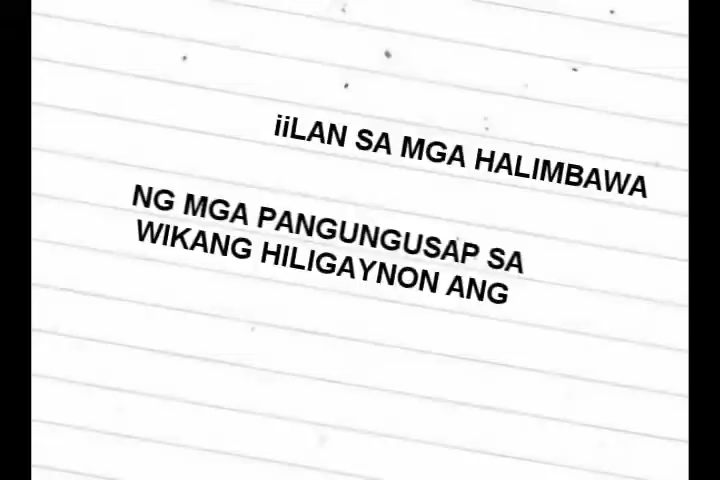 iiLAN SA MGA HALIMBAWA
NG MGA PANGUNGUSAP SA
WIKANG HILIGAYNON ANG